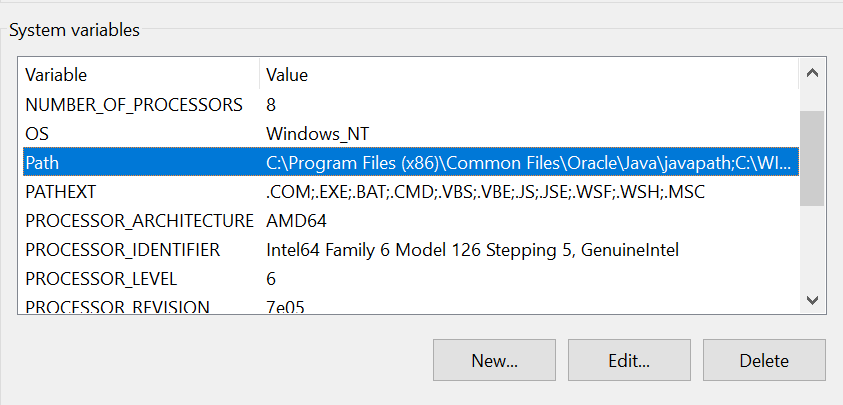 System variables
Variable Value
NUMBER_OF_PROCESSORS 8
OS Windows_NT
Path C:\Program Files (x86)\Common Files\Oracle\Java\javapath;C:\WI...
PATHEXT .COM;.EXE;.BAT;.CMD;.VBS;.VBE;.JS;.JSE;.WSF;.WSH;.MSC
PROCESSOR_ARCHITECTURE AMD64
PROCESSOR_IDENTIFIER Intel64 Family 6 Model 126 Stepping 5, GenuineIntel
PROCESSOR_LEVEL 6
PROCESSOR_REVISION 7e05
New... Edit... Delete